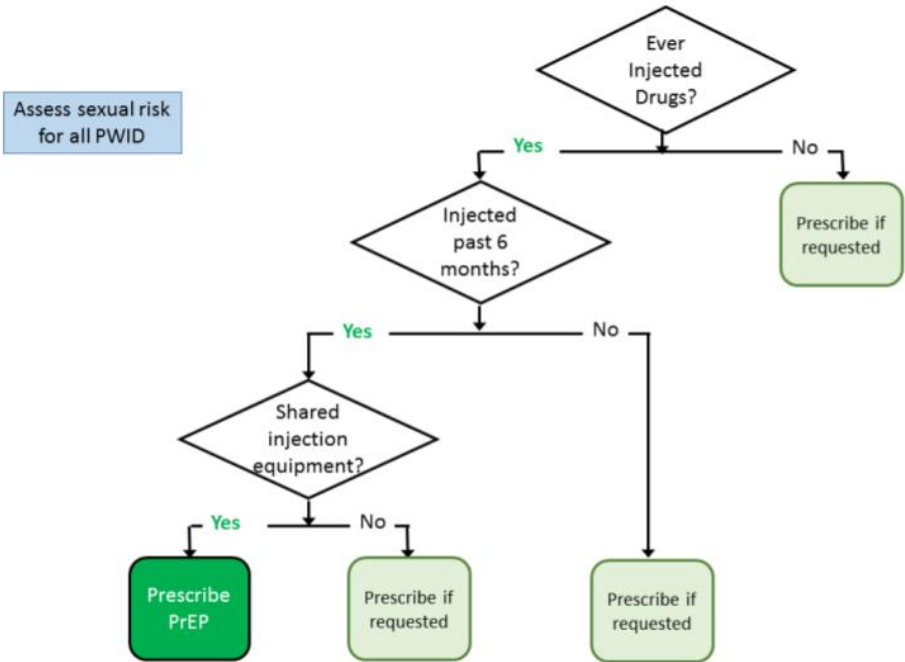 Ever
Injected
Drugs?
Assess sexual risk
for all PWID
Yes
No
Injected
past 6
months?
Prescribe if
requested
Yes
No
Shared
injection
equipment?
Yes
No
Prescribe
PrEP
Prescribe if
requested
Prescribe if
requested